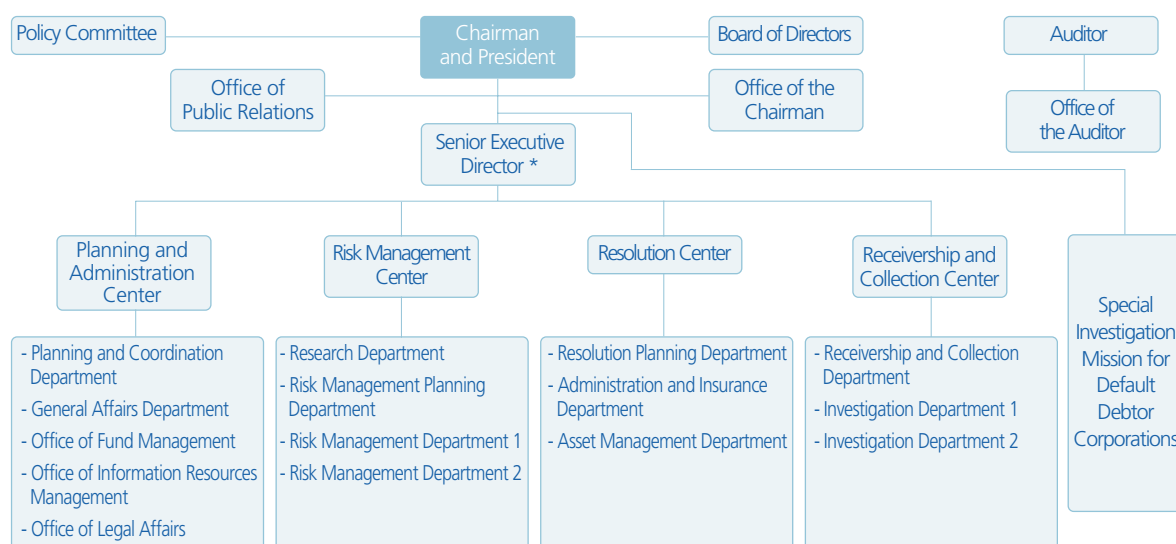 Policy Committee
Chairman
and President
Board of Directors
Auditor
Office of
Public Relations
Office of the
Chairman
Office of
the Auditor
Senior Executive
Director *
Planning and
Administration
Center
Risk Management
Center
Resolution Center
Receivership and
Collection Center
Special
Investigation
Mission for
Default
Debtor
Corporations
- Planning and Coordination
Department
- General Affairs Department
- Office of Fund Management
- Office of Information Resources
Management
- Office of Legal Affairs
- Research Department
- Risk Management Planning
Department
- Risk Management Department 1
- Risk Management Department 2
- Resolution Planning Department
- Administration and Insurance
Department
- Asset Management Department
- Receivership and Collection
Department
- Investigation Department 1
- Investigation Department 2